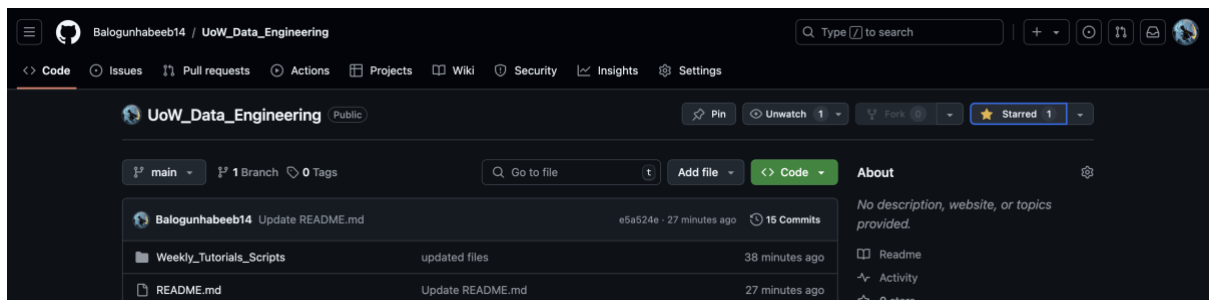 Balogunhabeeb14 / UoW_Data_Engineering
Type / to search
Code Issues Pull requests Actions Projects Wiki Security Insights Settings
UoW_Data_Engineering Public
Pin Unwatch 1 Fork 0 Starred 1
main 1 Branch 0 Tags Go to file t Add file Code
About
No description, website, or topics
provided.
Balogunhabeeb14 Update README.md e5a524e · 27 minutes ago 15 Commits
Weekly_Tutorials_Scripts updated files 38 minutes ago
README.md Update README.md 27 minutes ago
Readme
Activity